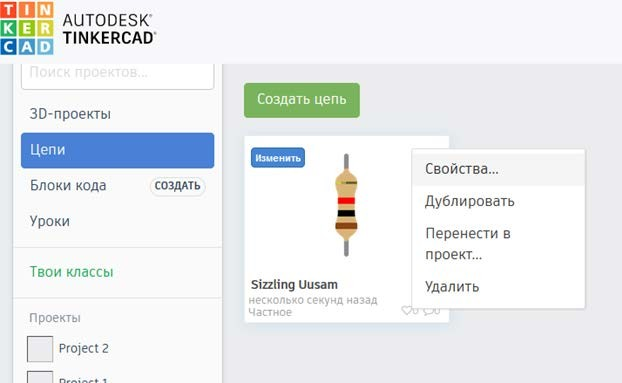 TIN
KER
CAD
AUTODESK®
TINKERCAD®
Поиск проектов...
3D-проекты
Цепи
Блоки кода
СОЗДАТЬ
Уроки
Твои классы
Проекты
Project 2
Project 1
Создать цепь
Изменить
Sizzling Uusam
несколько секунд назад
Частное
0 0
Свойства...
Дублировать
Перенести в
проект...
Удалить